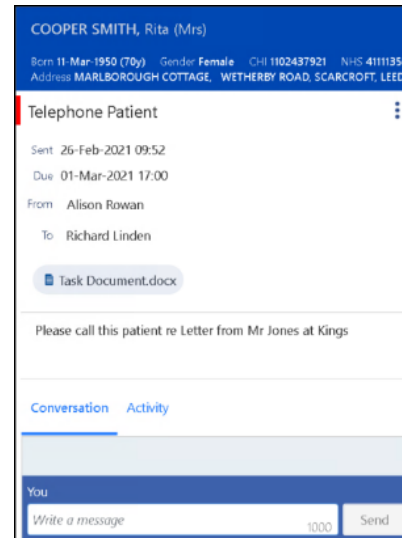 COOPER SMITH, Rita (Mrs)
Born 11-Mar-1950 (70y) Gender Female CHI 1102437921 NHS 4111135
Address MARLBOROUGH COTTAGE, WETHERBY ROAD, SCARCROFT, LEED
Telephone Patient
Sent 26-Feb-2021 09:52
Due 01-Mar-2021 17:00
From Alison Rowan
To Richard Linden
Task Document.docx
Please call this patient re Letter from Mr Jones at Kings
Conversation Activity
You
Write a message 1000 Send